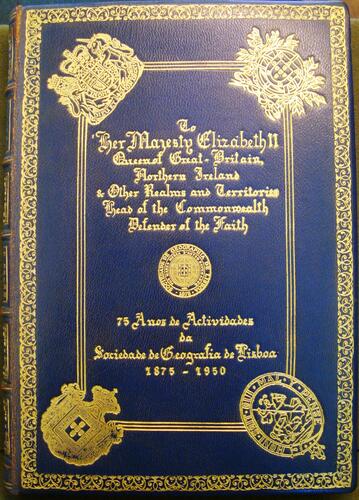 To
Her Majesty Elizabeth II
Queen of Great-Britain,
Northern Ireland
& Other Realms and Territories
Head of the Commonwealth
Defender of the Faith
75 Anos de Actividades
da
Sociedade de Geografia de Lisboa
1875 - 1950